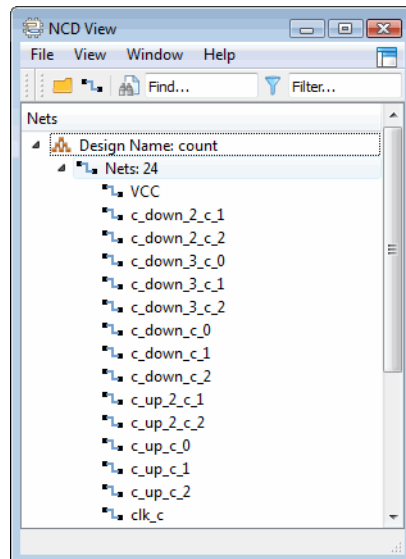 NCD View
File View Window Help
Find... Filter...
Nets
Design Name: count
Nets: 24
VCC
c_down_2_c_1
c_down_2_c_2
c_down_3_c_0
c_down_3_c_1
c_down_3_c_2
c_down_c_0
c_down_c_1
c_down_c_2
c_up_2_c_1
c_up_2_c_2
c_up_c_0
c_up_c_1
c_up_c_2
clk_c